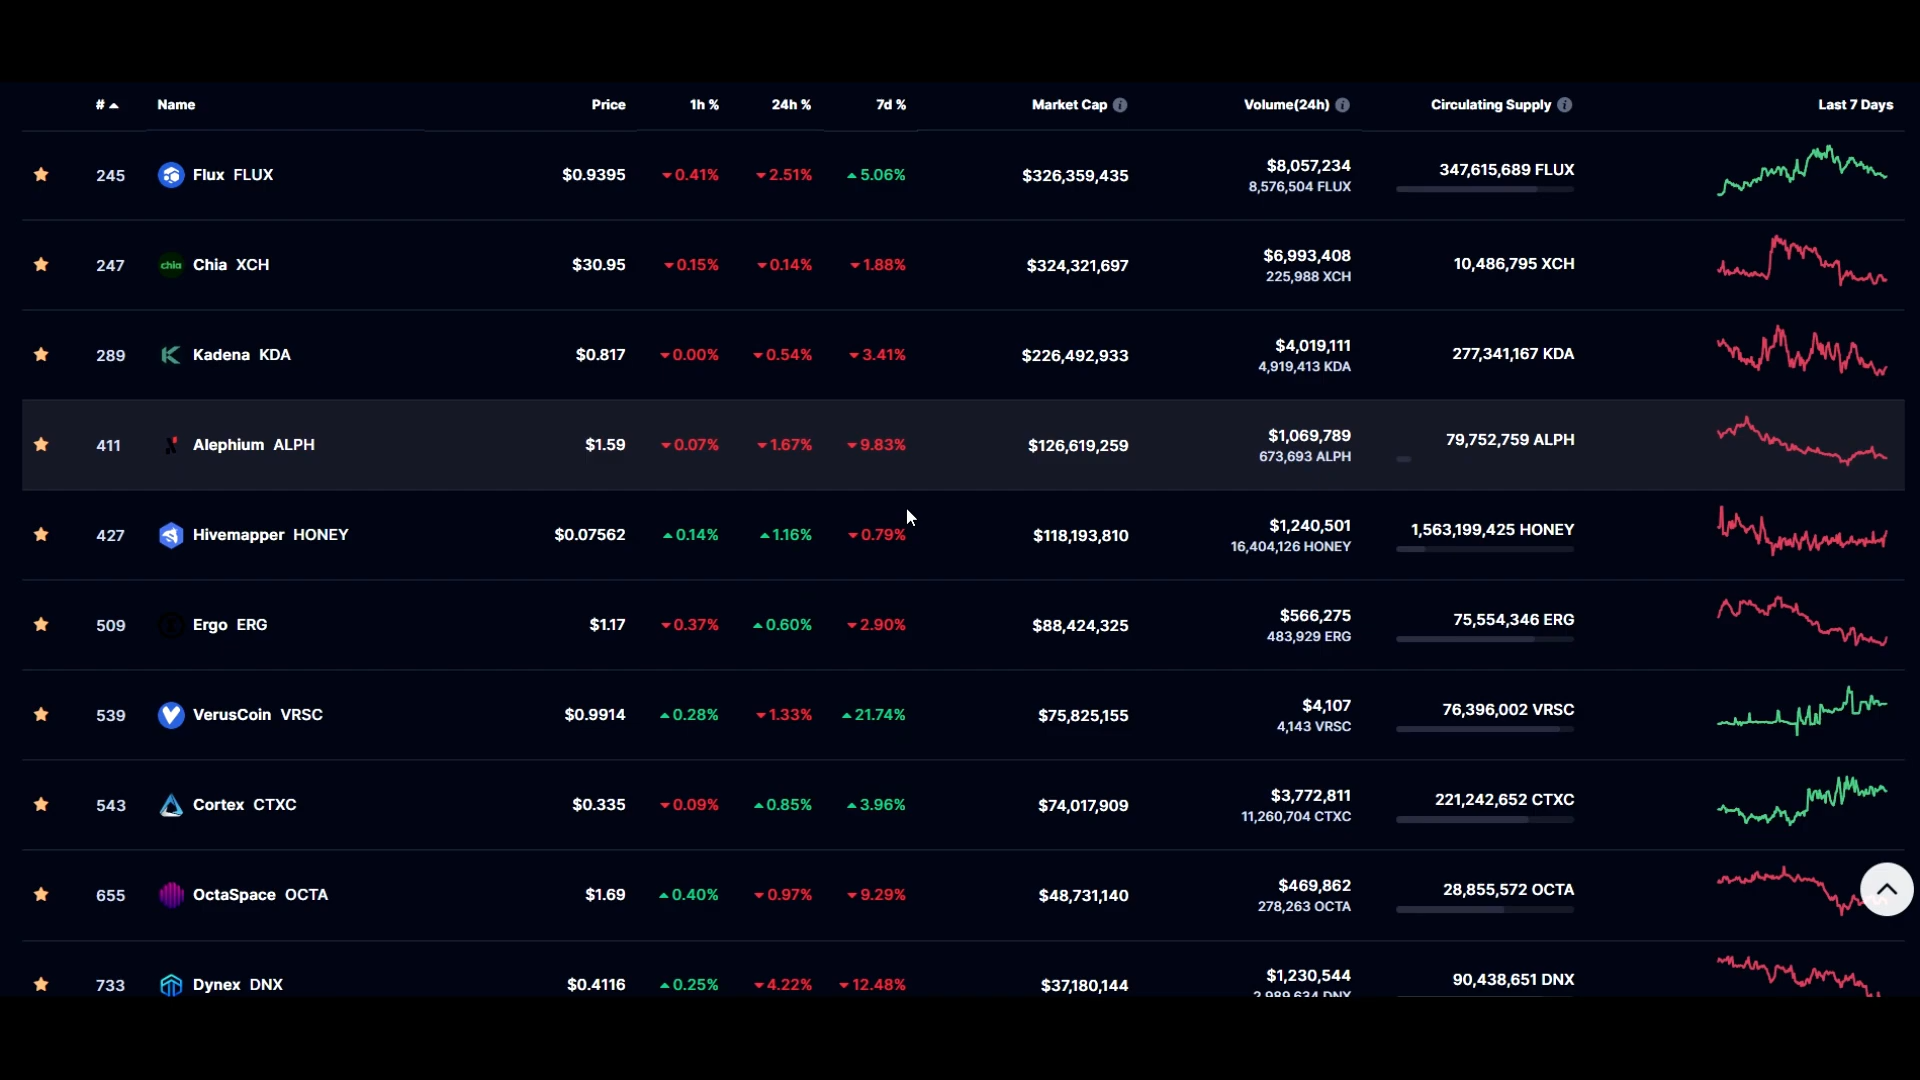 # Name Price 1h % 24h % 7d % Market Cap Volume(24h) Circulating Supply Last 7 Days
245 Flux FLUX $0.9395 0.41% 2.51% 5.06% $326,359,435 $8,057,234 347,615,689 FLUX
8,576,504 FLUX
247 chia Chia XCH $30.95 0.15% 0.14% 1.88% $324,321,697 $6,993,408 10,486,795 XCH
225,988 XCH
289 Kadena KDA $0.817 0.00% 0.54% 3.41% $226,492,933 $4,019,111 277,341,167 KDA
4,919,413 KDA
411 Alephium ALPH $1.59 0.07% 1.67% 9.83% $126,619,259 $1,069,789 79,752,759 ALPH
673,693 ALPH
427 Hivemapper HONEY $0.07562 0.14% 1.16% 0.79% $118,193,810 $1,240,501 1,563,199,425 HONEY
16,404,126 HONEY
509 Ergo ERG $1.17 0.37% 0.60% 2.90% $88,424,325 $566,275 75,554,346 ERG
483,929 ERG
539 VerusCoin VRSC $0.9914 0.28% 1.33% 21.74% $75,825,155 $4,107 76,396,002 VRSC
4,143 VRSC
543 Cortex CTXC $0.335 0.09% 0.85% 3.96% $74,017,909 $3,772,811 221,242,652 CTXC
11,260,704 CTXC
655 OctaSpace OCTA $1.69 0.40% 0.97% 9.29% $48,731,140 $469,862 28,855,572 OCTA
278,263 OCTA
733 Dynex DNX $0.4116 0.25% 4.22% 12.48% $37,180,144 $1,230,544 90,438,651 DNX
2,989,634 DNX